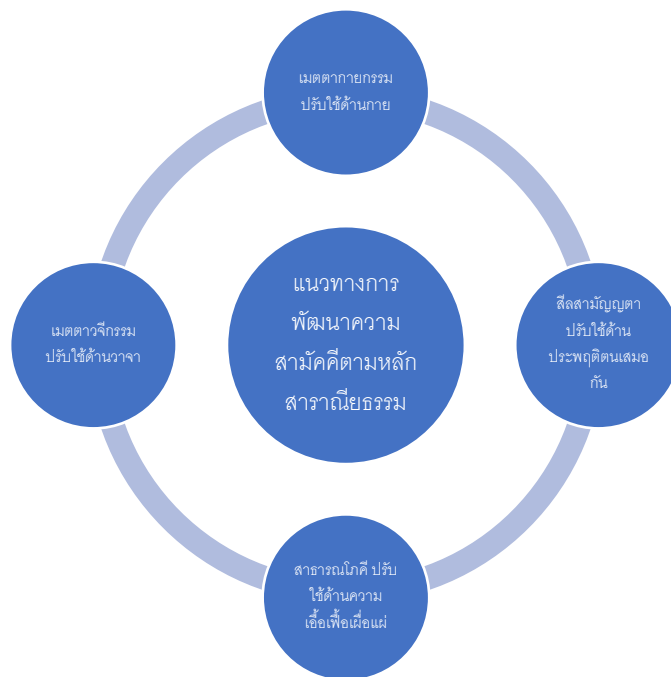 เมตตากายกรรม
ปรับใช้ด้านกาย
แนวทางการ
พัฒนาความ
สามัคคีตามหลัก
สาราณียธรรม
สีลสามัญญตา
ปรับใช้ด้าน
ประพฤติตนเสมอ
กัน
สาธารณโภคี ปรับ
ใช้ด้านความ
เอื้อเฟื้อเผื่อแผ่
เมตตาวจีกรรม
ปรับใช้ด้านวาจา